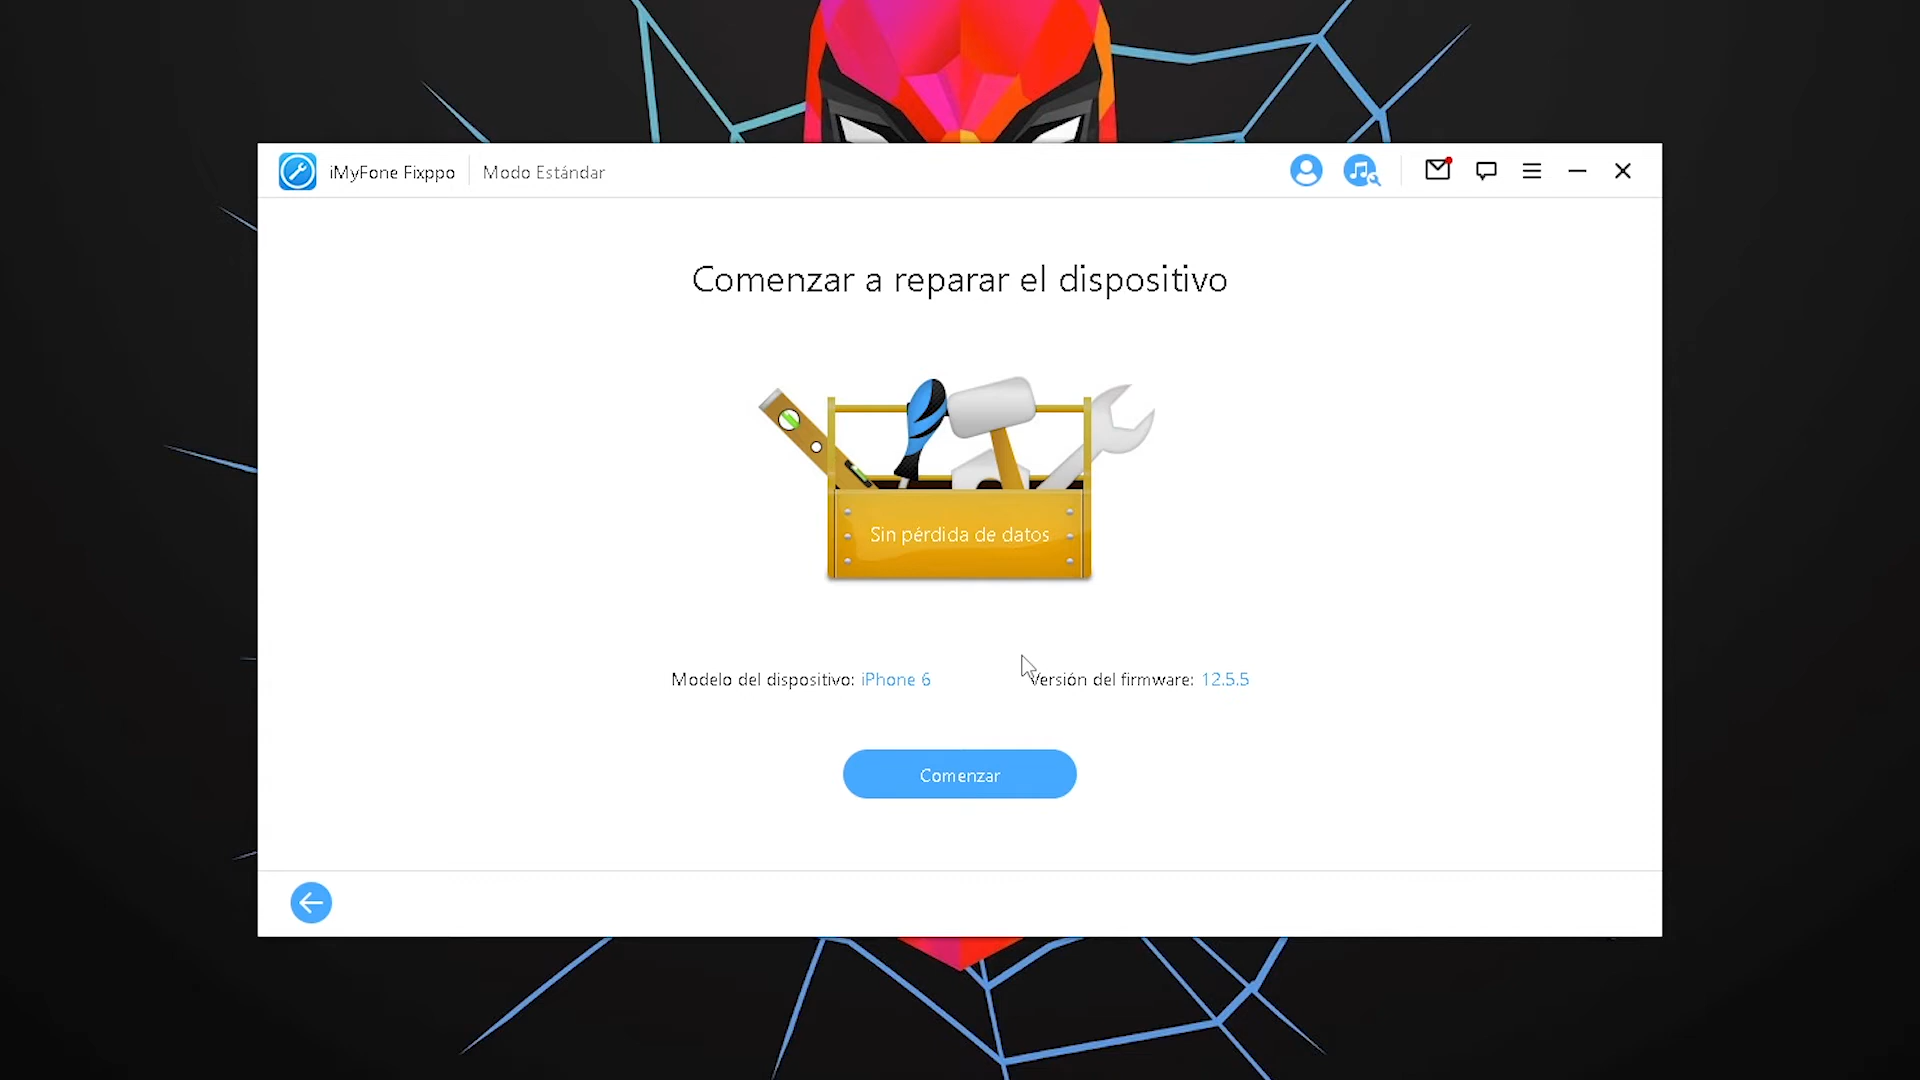 iMyFone Fixppo
Modo Estándar
Comenzar a reparar el dispositivo
Sin pérdida de datos
Modelo del dispositivo: iPhone 6
Versión del firmware: 12.5.5
Comenzar